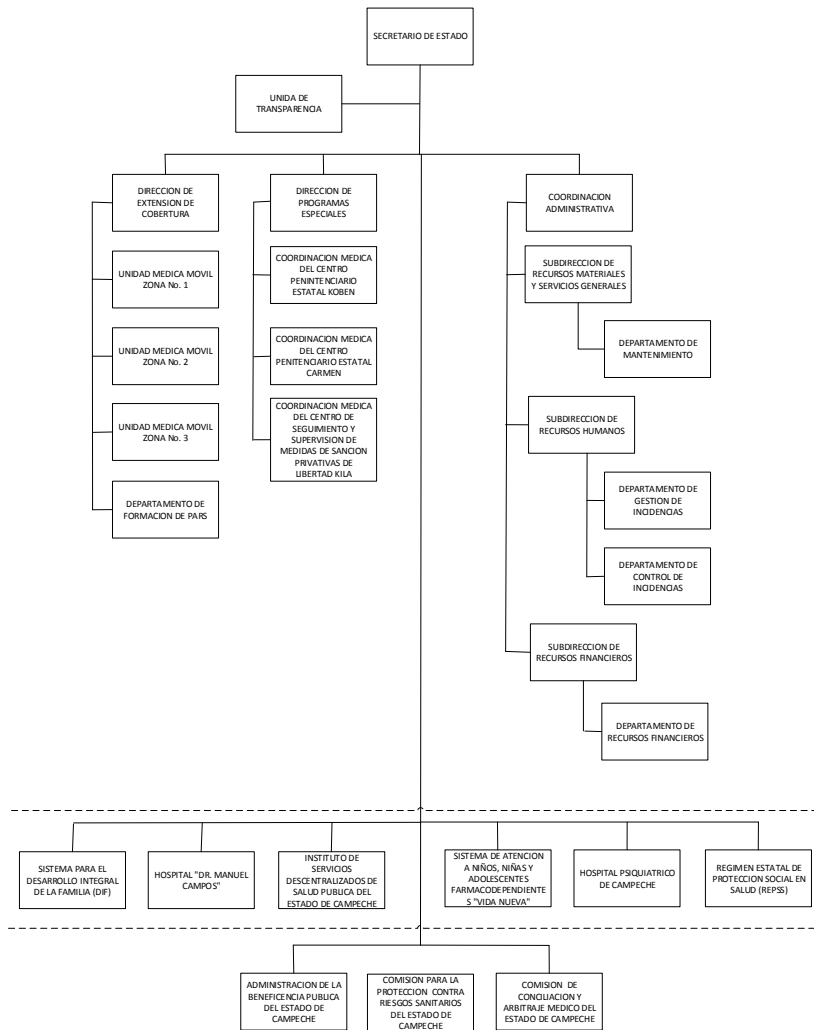 SECRETARIO DE ESTADO
UNIDA DE
TRANSPARENCIA
DIRECCION DE
EXTENSION DE
COBERTURA
UNIDAD MEDICA MOVIL
ZONA No. 1
UNIDAD MEDICA MOVIL
ZONA No. 2
UNIDAD MEDICA MOVIL
ZONA No. 3
DEPARTAMENTO DE
FORMACION DE PARS
DIRECCION DE
PROGRAMAS
ESPECIALES
COORDINACION MEDICA
DEL CENTRO
PENINTENCIARIO
ESTATAL KOBEN
COORDINACION MEDICA
DEL CENTRO
PENITENCIARIO ESTATAL
CARMEN
COORDINACION MEDICA
DEL CENTRO DE
SEGUIMIENTO Y
SUPERVISION DE
MEDIDAS DE SANCION
PRIVATIVAS DE
LIBERTAD KILA
COORDINACION
ADMINISTRATIVA
SUBDIRECCION DE
RECURSOS MATERIALES
Y SERVICIOS GENERALES
DEPARTAMENTO DE
MANTENIMIENTO
SUBDIRECCION DE
RECURSOS HUMANOS
DEPARTAMENTO DE
GESTION DE
INCIDENCIAS
DEPARTAMENTO DE
CONTROL DE
INCIDENCIAS
SUBDIRECCION DE
RECURSOS FINANCIEROS
DEPARTAMENTO DE
RECURSOS FINANCIEROS
SISTEMA PARA EL
DESARROLLO INTEGRAL
DE LA FAMILIA (DIF)
HOSPITAL "DR. MANUEL
CAMPOS"
INSTITUTO DE
SERVICIOS
DESCENTRALIZADOS DE
SALUD PUBLICA DEL
ESTADO DE CAMPECHE
SISTEMA DE ATENCION
A NIÑOS, NIÑAS Y
ADOLESCENTES
FARMACODEPENDIENTE
S "VIDA NUEVA"
HOSPITAL PSIQUIATRICO
DE CAMPECHE
REGIMEN ESTATAL DE
PROTECCION SOCIAL EN
SALUD (REPSS)
ADMINISTRACION DE LA
BENEFICENCIA PUBLICA
DEL ESTADO DE
CAMPECHE
COMISION PARA LA
PROTECCION CONTRA
RIESGOS SANITARIOS
DEL ESTADO DE
CAMPECHE
COMISION DE
CONCILIACION Y
ARBITRAJE MEDICO DEL
ESTADO DE CAMPECHE